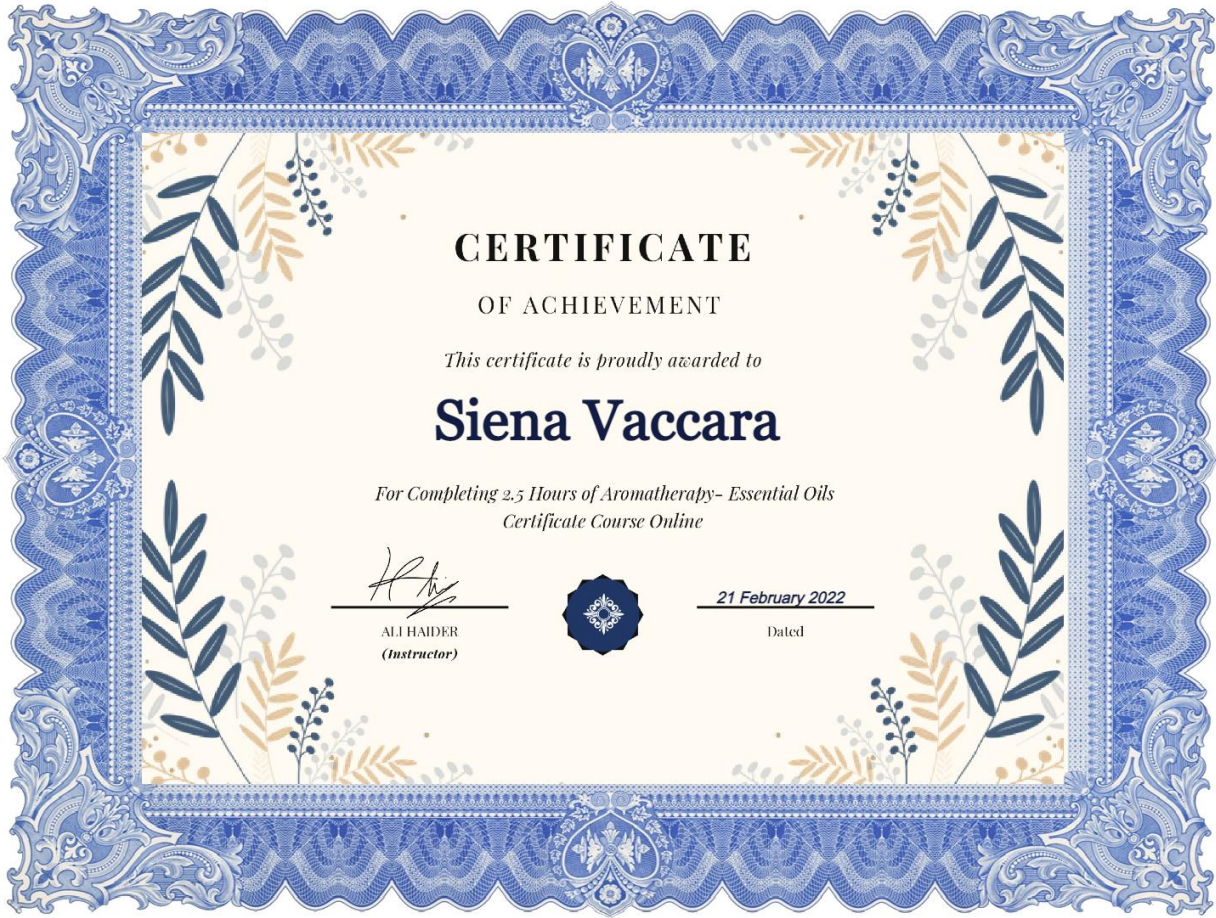 CERTIFICATE
OF ACHIEVEMENT
This certificate is proudly awarded to
Siena Vaccara
For Completing 2.5 Hours of Aromatherapy- Essential Oils
Certificate Course Online
21 February 2022
ALI HAIDER
Dated
(Instructor)